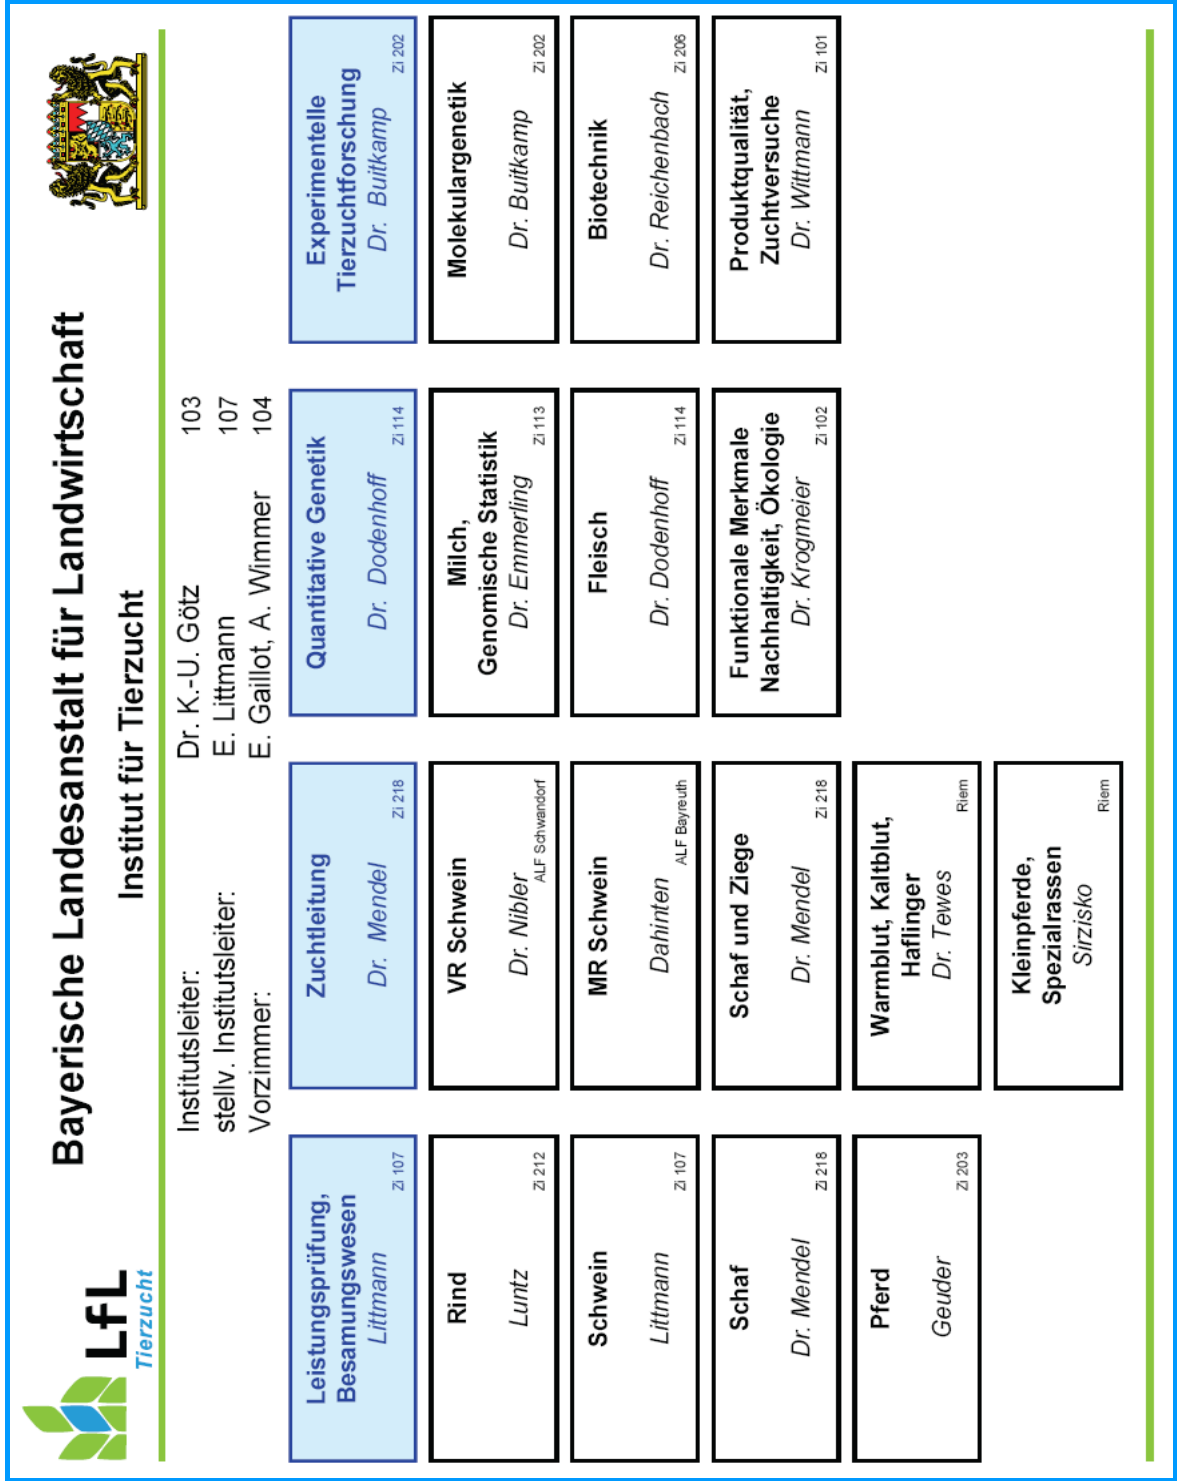 LfL
Tierzucht
Bayerische Landesanstalt für Landwirtschaft
Institut für Tierzucht
Institutsleiter: Dr. K.-U. Götz 103
stellv. Institutsleiter: E. Littmann 107
Vorzimmer: E. Gaillot, A. Wimmer 104
Leistungsprüfung,
Besamungswesen
Littmann
Zi 107
Rind
Luntz
Zi 212
Schwein
Littmann
Zi 107
Schaf
Dr. Mendel
Zi 218
Pferd
Geuder
Zi 203
Zuchtleitung
Dr. Mendel
Zi 218
VR Schwein
Dr. Nibler
ALF Schwandorf
MR Schwein
Dahinten
ALF Bayreuth
Schaf und Ziege
Dr. Mendel
Zi 218
Warmblut, Kaltblut,
Haflinger
Dr. Tewes
Riem
Kleinpferde,
Spezialrassen
Sirzisko
Riem
Quantitative Genetik
Dr. Dodenhoff
Zi 114
Milch,
Genomische Statistik
Dr. Emmerling
Zi 113
Fleisch
Dr. Dodenhoff
Zi 114
Funktionale Merkmale
Nachhaltigkeit, Ökologie
Dr. Krogmeier
Zi 102
Experimentelle
Tierzuchtforschung
Dr. Buitkamp
Zi 202
Molekulargenetik
Dr. Buitkamp
Zi 202
Biotechnik
Dr. Reichenbach
Zi 206
Produktqualität,
Zuchtversuche
Dr. Wittmann
Zi 101